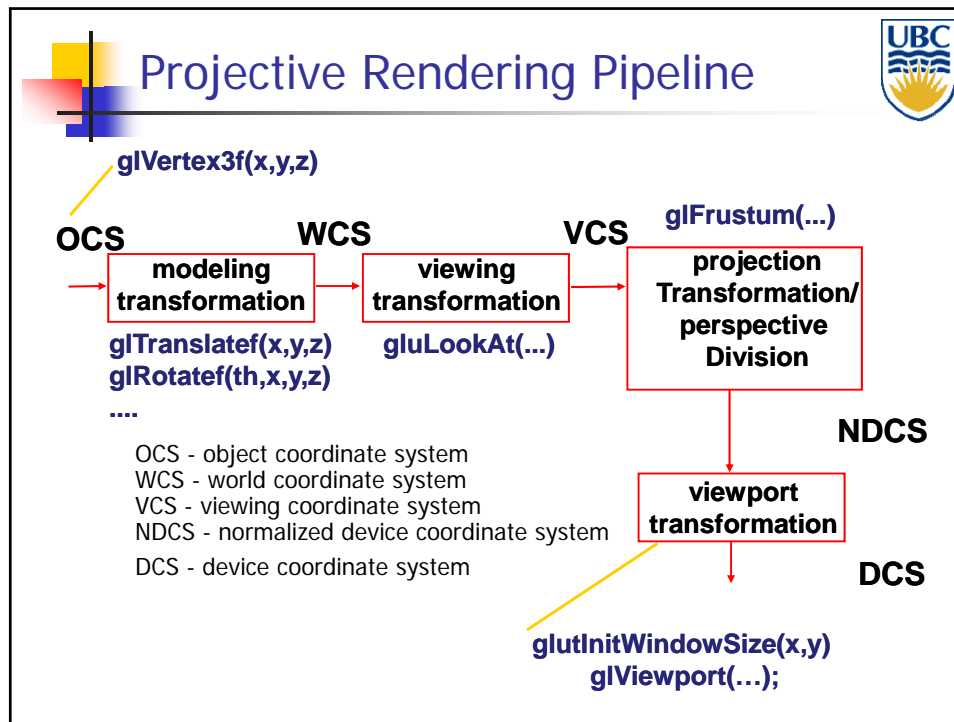 Projective Rendering Pipeline
UBC
glVertex3f(x,y,z)
OCS
WCS
VCS
glFrustum(...)
modeling
transformation
viewing
transformation
projection
Transformation/
perspective
Division
glTranslatef(x,y,z)
glRotatef(th,x,y,z)
....
gluLookAt(...)
NDCS
OCS - object coordinate system
WCS - world coordinate system
VCS - viewing coordinate system
NDCS - normalized device coordinate system
DCS - device coordinate system
viewport
transformation
DCS
glutInitWindowSize(x,y)
glViewport(…);